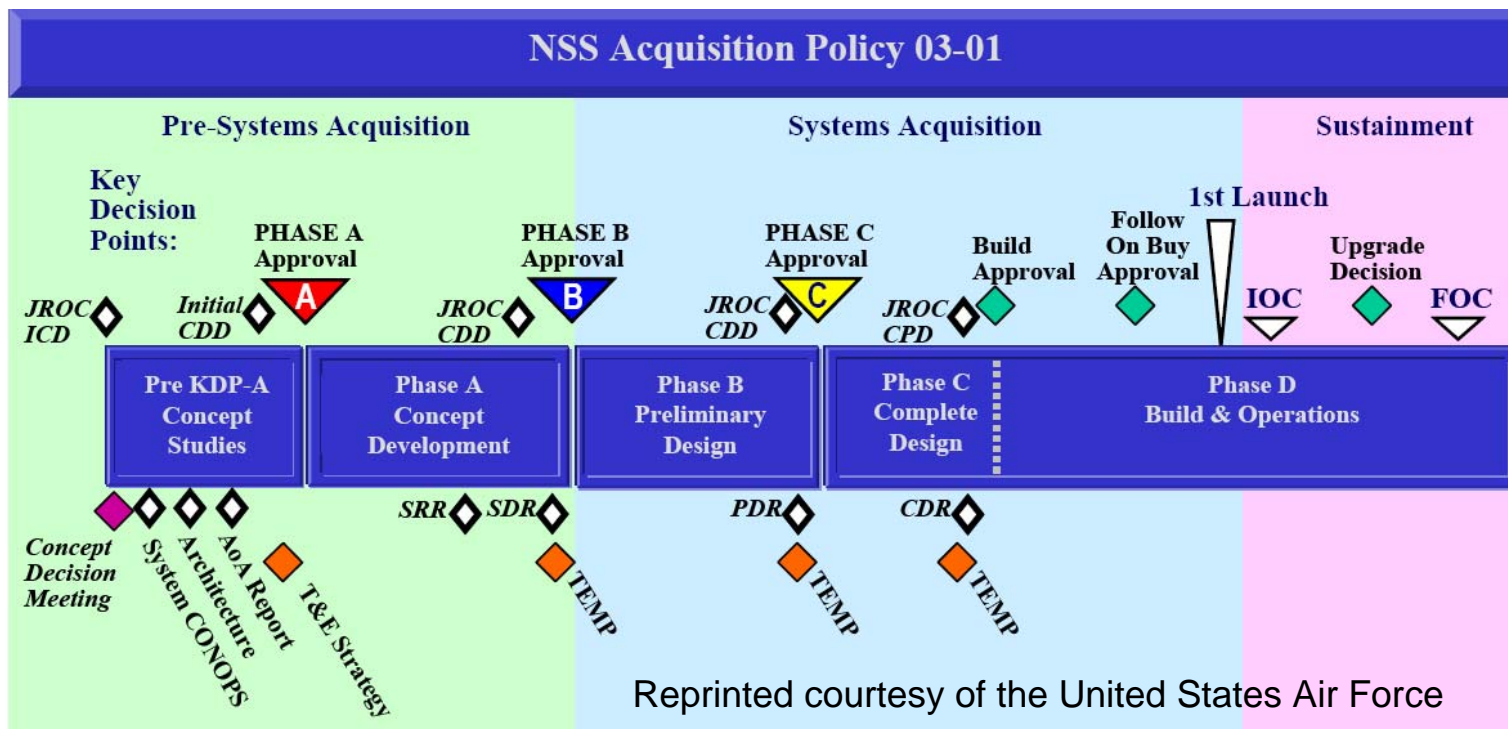 NSS Acquisition Policy 03-01
Pre-Systems Acquisition
Systems Acquisition
Sustainment
Key
Decision
Points:
PHASE A
Approval
PHASE B
Approval
PHASE C
Approval
Build
Approval
Follow
On Buy
Approval
1st Launch
Upgrade
Decision
JROC
ICD
Initial
CDD
A
JROC
CDD
B
JROC
CDD
C
JROC
CPD
IOC
FOC
Pre KDP-A
Concept
Studies
Phase A
Concept
Development
Phase B
Preliminary
Design
Phase C
Complete
Design
Phase D
Build & Operations
SRR
SDR
PDR
CDR
Concept
Decision
Meeting
System CONOPS
Architecture
AoA Report
T&E Strategy
TEMP
TEMP
TEMP
Reprinted courtesy of the United States Air Force